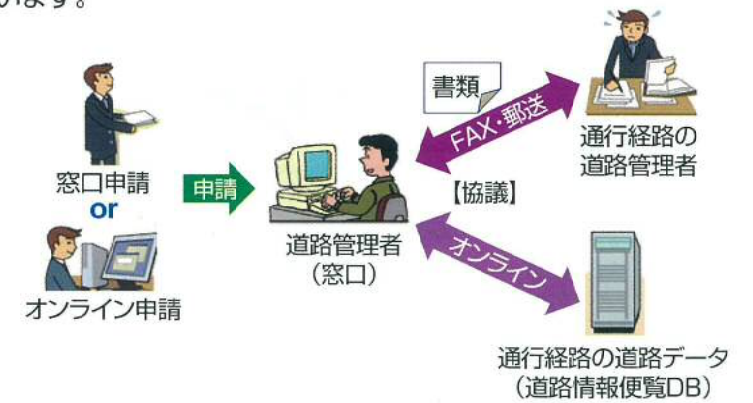 います。
窓口申請
or
オンライン申請
申請
道路管理者
（窓口）
書類
FAX・郵送
【協議】
オンライン
通行経路の
道路管理者
通行経路の道路データ
（道路情報便覧DB）